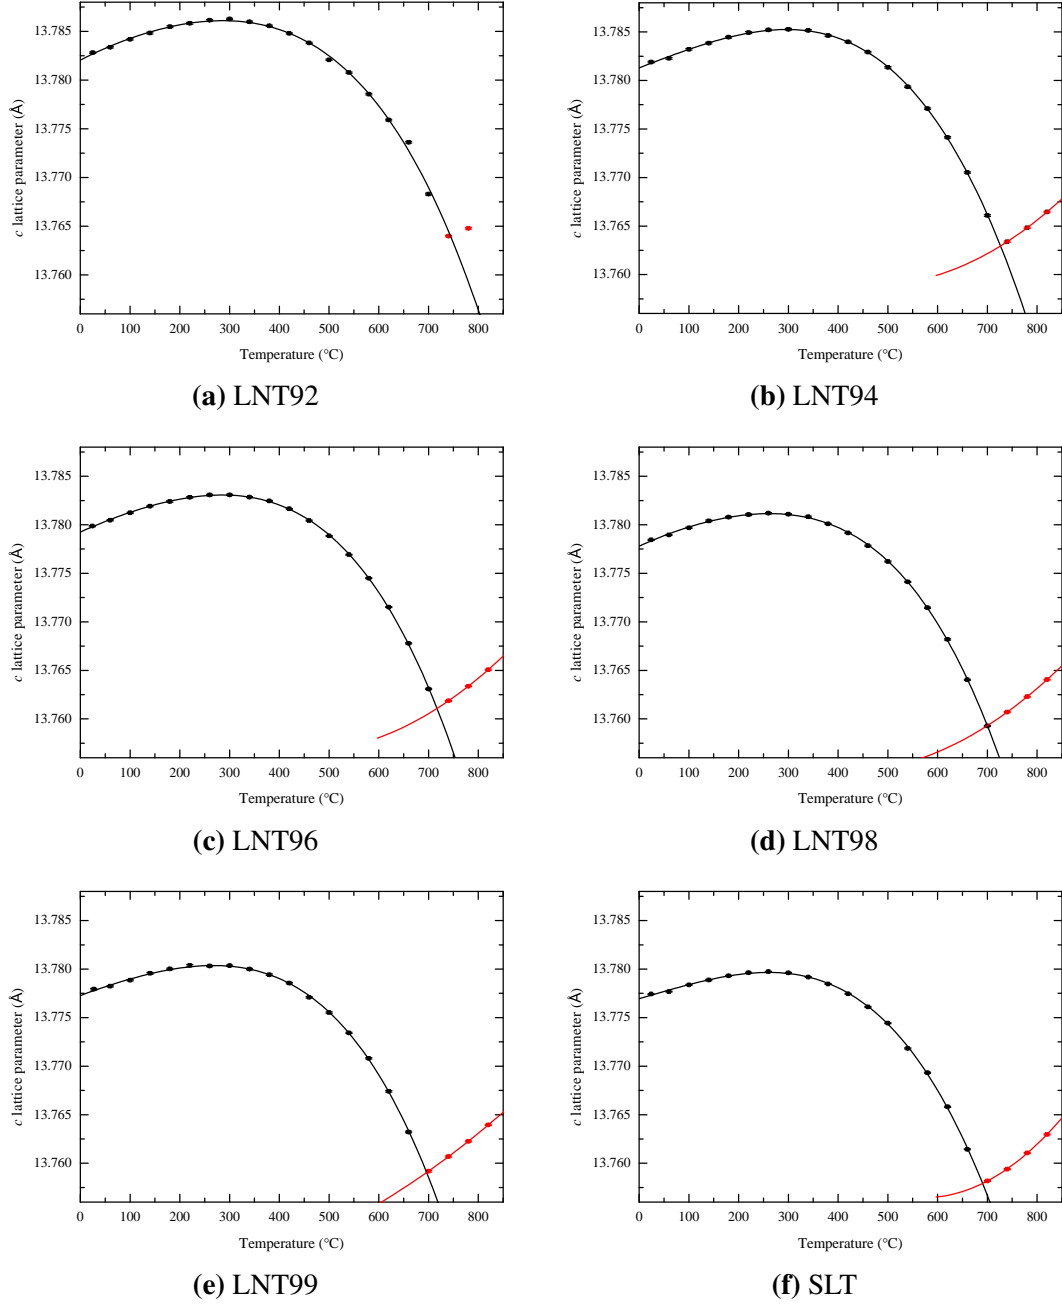 13.785
13.780
13.775
13.770
13.765
13.760
c lattice parameter (Å)
0 100 200 300 400 500 600 700 800
Temperature (°C)
(a) LNT92
13.785
13.780
13.775
13.770
13.765
13.760
c lattice parameter (Å)
0 100 200 300 400 500 600 700 800
Temperature (°C)
(b) LNT94
13.785
13.780
13.775
13.770
13.765
13.760
c lattice parameter (Å)
0 100 200 300 400 500 600 700 800
Temperature (°C)
(c) LNT96
13.785
13.780
13.775
13.770
13.765
13.760
c lattice parameter (Å)
0 100 200 300 400 500 600 700 800
Temperature (°C)
(d) LNT98
13.785
13.780
13.775
13.770
13.765
13.760
c lattice parameter (Å)
0 100 200 300 400 500 600 700 800
Temperature (°C)
(e) LNT99
13.785
13.780
13.775
13.770
13.765
13.760
c lattice parameter (Å)
0 100 200 300 400 500 600 700 800
Temperature (°C)
(f) SLT